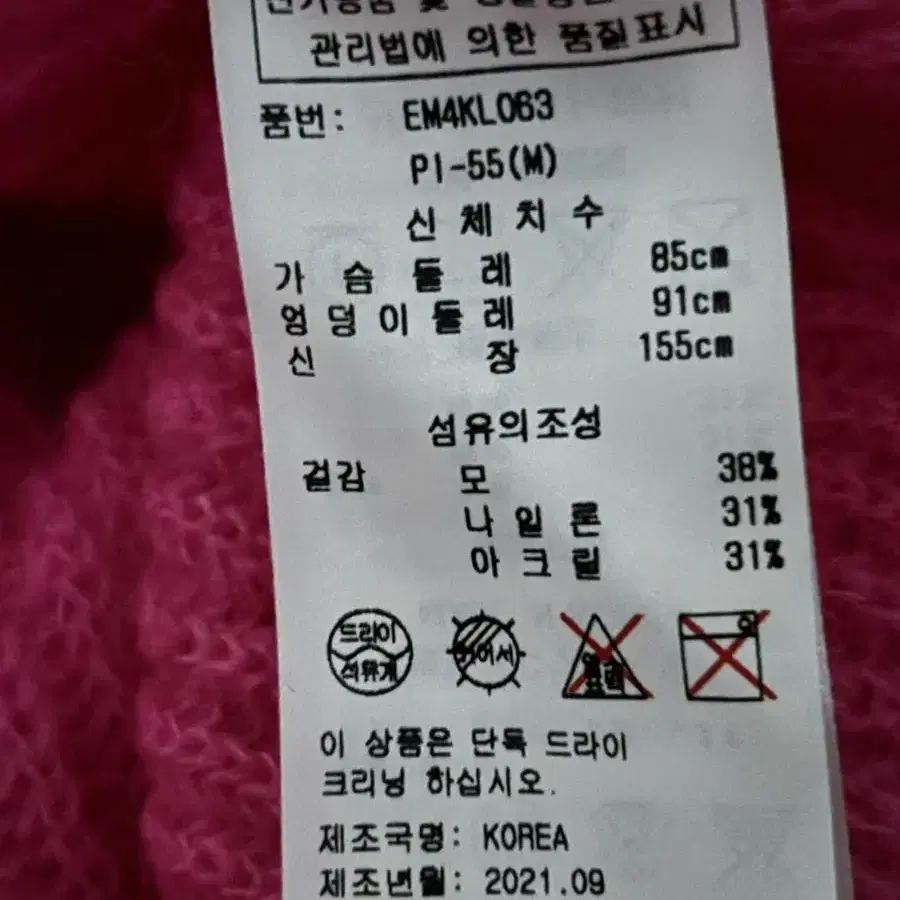 관리법에 의한 품질표시
품번: EM4KL063
PI-55(M)
신 체 치 수
가 슴 둘 레 85cm
엉 덩 이 둘 레 91cm
신 장 155cm
섬유의조성
겉감 모 38%
나 일 론 31%
아 크 릴 31%
드라이
석유계
이 상품은 단독 드라이
크리닝 하십시오.
제조국명: KOREA
제조년월: 2021.09